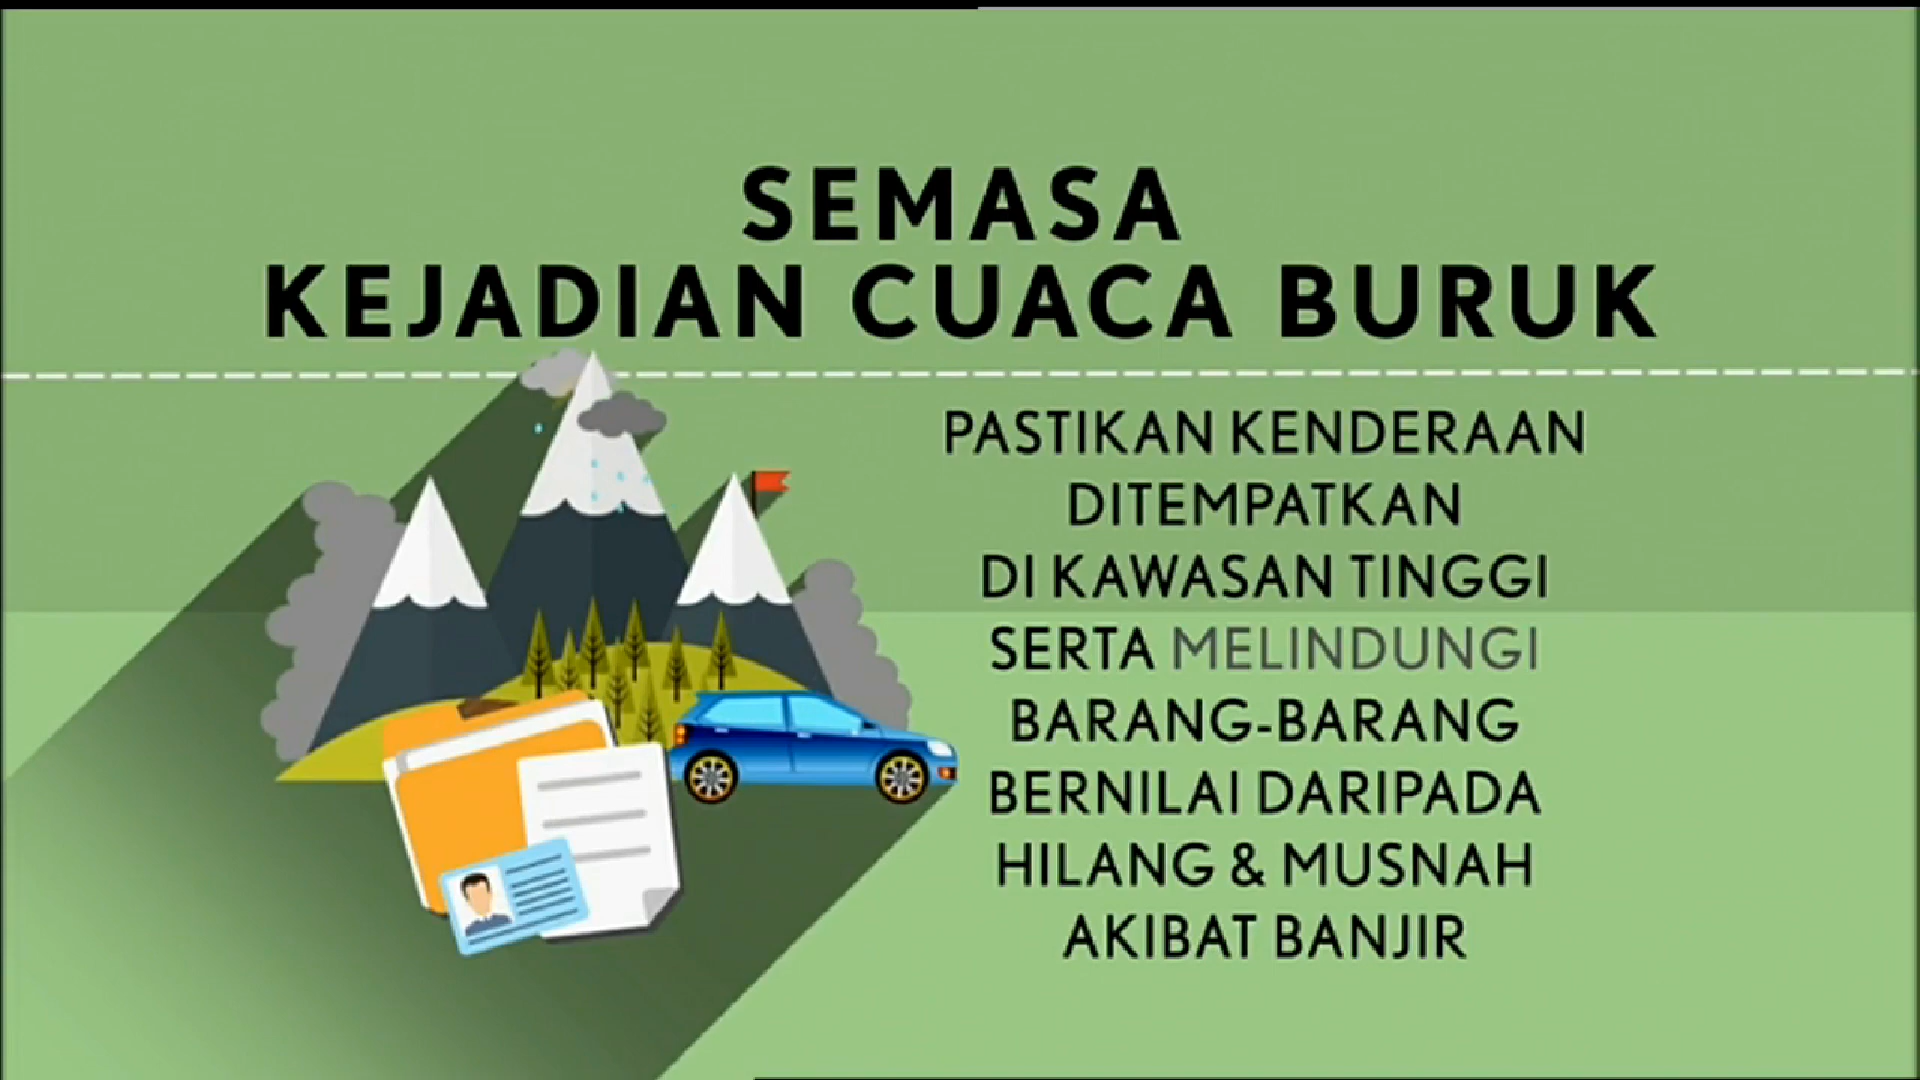 SEMASA
KEJADIAN CUACA BURUK
PASTIKAN KENDERAAN
DITEMPATKAN
DI KAWASAN TINGGI
SERTA MELINDUNGI
BARANG-BARANG
BERNILAI DARIPADA
HILANG & MUSNAH
AKIBAT BANJIR